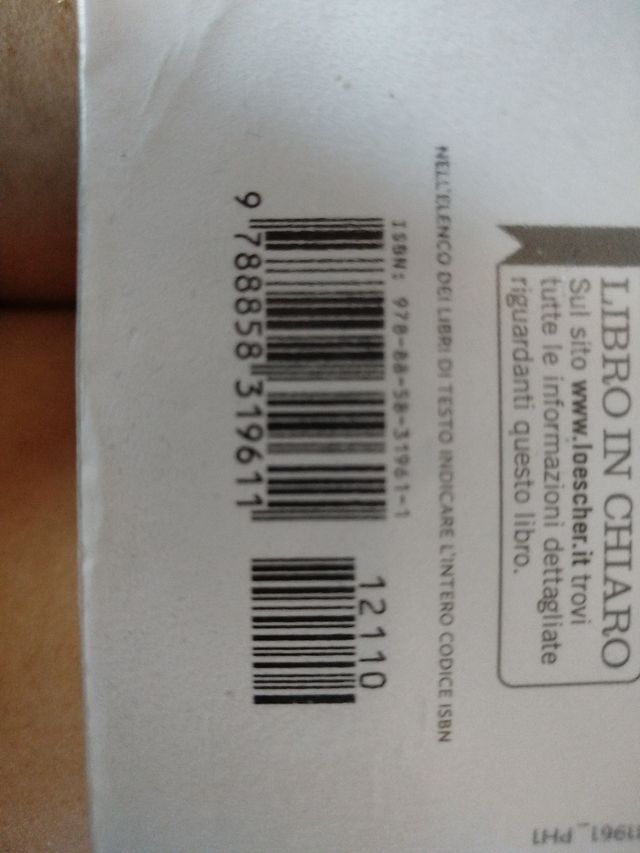 LIBRO IN CHIARO
Sul sito www.loescher.it trovi
tutte le informazioni dettagliate
riguardanti questo libro.
NELL'ELENCO DEI LIBRI DI TESTO INDICARE L'INTERO CODICE ISBN
ISBN: 978-88-58-31961-1
9 788858 319611
12110
1961_PH1